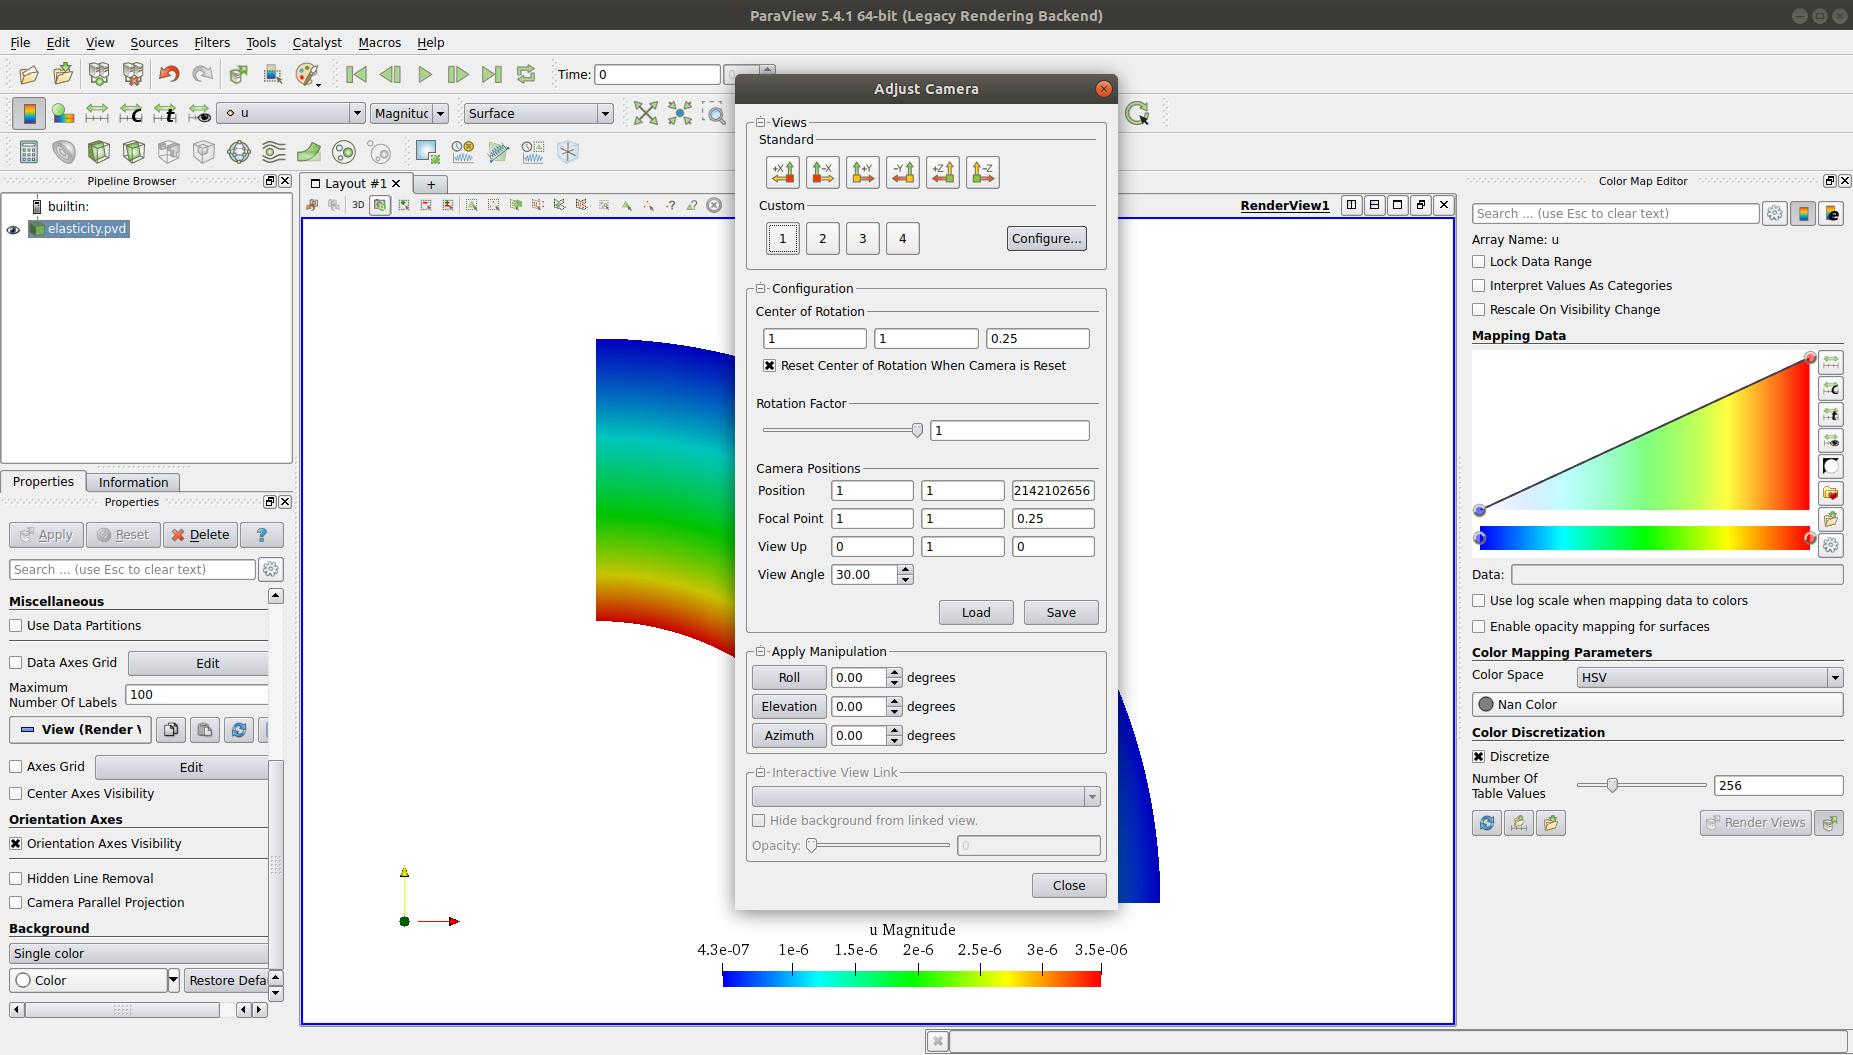 ParaView 5.4.1 64-bit (Legacy Rendering Backend)
File Edit View Sources Filters Tools Catalyst Macros Help
Time: 0
u Magnituc Surface
Pipeline Browser
builtin:
elasticity.pvd
Properties Information
Properties
Apply Reset Delete ?
Search ... (use Esc to clear text)
Miscellaneous
Use Data Partitions
Data Axes Grid Edit
Maximum
Number Of Labels 100
View (Render V
Axes Grid Edit
Center Axes Visibility
Orientation Axes
Orientation Axes Visibility
Hidden Line Removal
Camera Parallel Projection
Background
Single color
Color Restore Defa
Layout #1 +
3D RenderView1
u Magnitude
4.3e-07 1e-6 1.5e-6 2e-6 2.5e-6 3e-6 3.5e-06
Adjust Camera
Views
Standard
+X -X +Y -Y +Z -Z
Custom
1 2 3 4 Configure...
Configuration
Center of Rotation
1 1 0.25
Reset Center of Rotation When Camera is Reset
Rotation Factor
1
Camera Positions
Position 1 1 2142102656
Focal Point 1 1 0.25
View Up 0 1 0
View Angle 30.00
Load Save
Apply Manipulation
Roll 0.00 degrees
Elevation 0.00 degrees
Azimuth 0.00 degrees
Interactive View Link
Hide background from linked view.
Opacity: 0
Close
Color Map Editor
Search ... (use Esc to clear text)
Array Name: u
Lock Data Range
Interpret Values As Categories
Rescale On Visibility Change
Mapping Data
Data:
Use log scale when mapping data to colors
Enable opacity mapping for surfaces
Color Mapping Parameters
Color Space HSV
Nan Color
Color Discretization
Discretize
Number Of
Table Values 256
Render Views